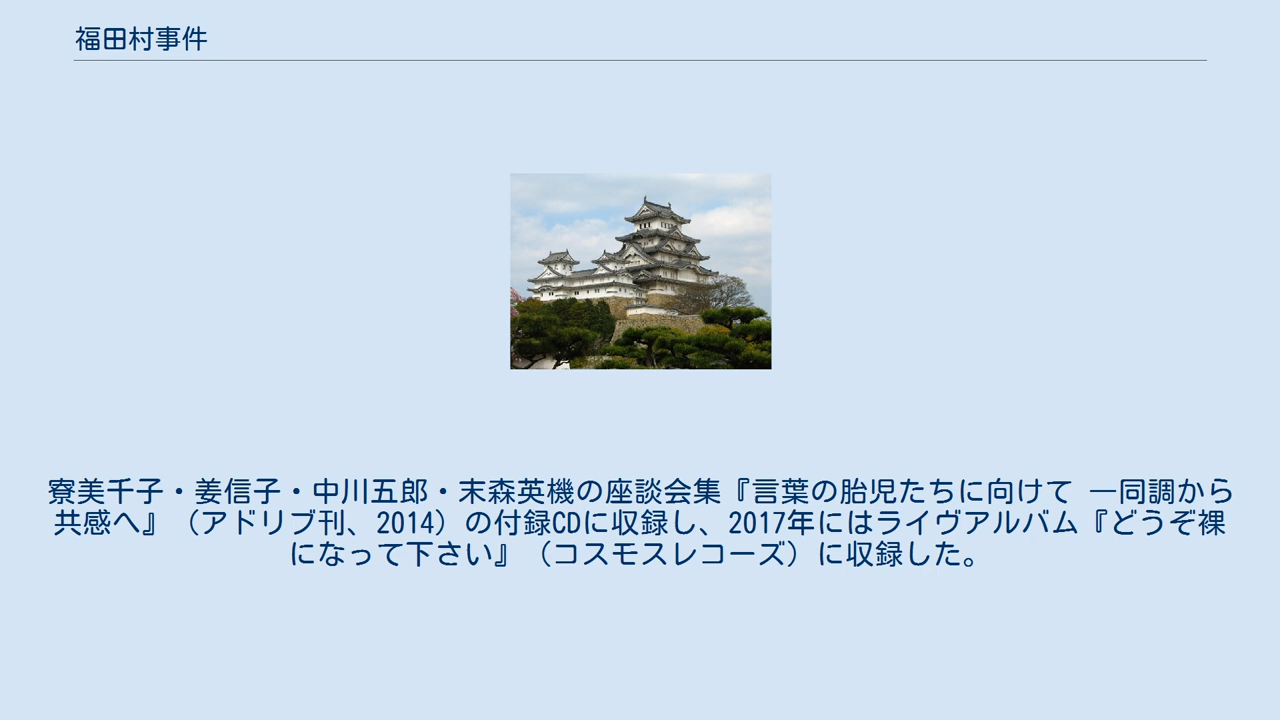 福田村事件
寮美千子・姜信子・中川五郎・末森英機の座談会集『言葉の胎児たちに向けて ―同調から
共感へ』（アドリブ刊、2014）の付録CDに収録し、2017年にはライヴアルバム『どうぞ裸
になって下さい』（コスモスレコーズ）に収録した。